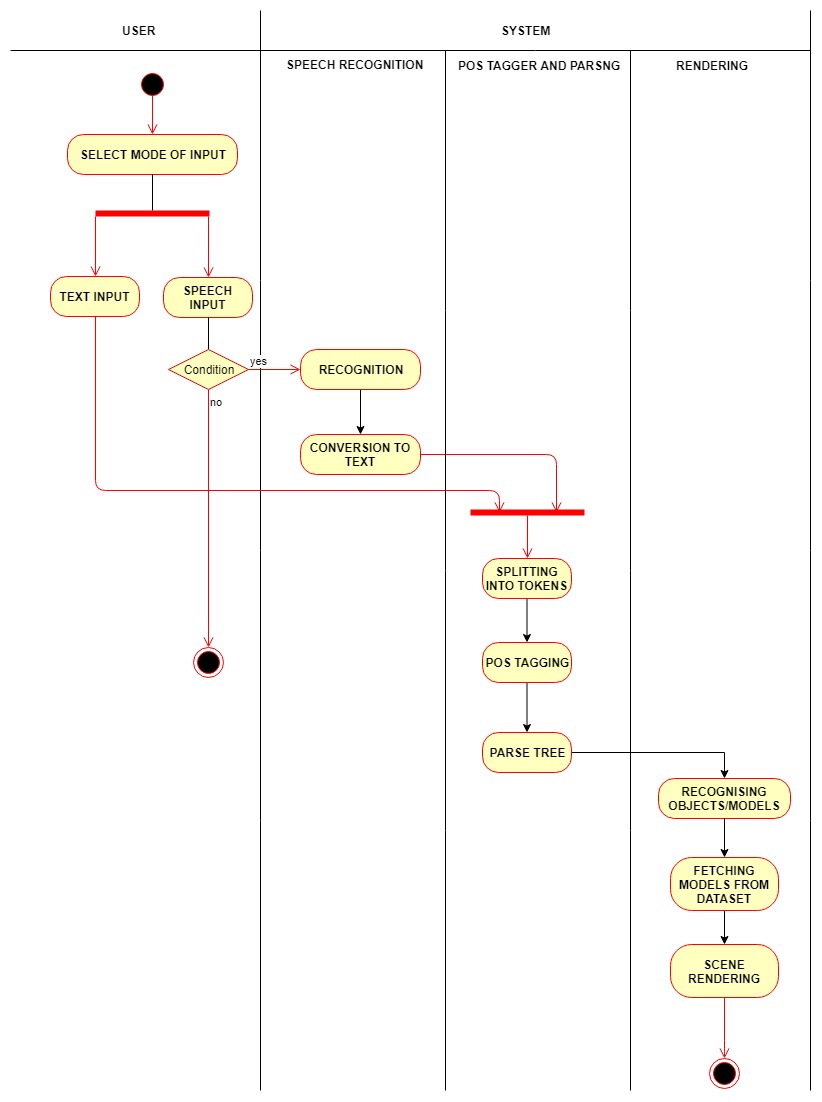 USER
SYSTEM
SPEECH RECOGNITION
POS TAGGER AND PARSNG
RENDERING
SELECT MODE OF INPUT
TEXT INPUT
SPEECH
INPUT
Condition
yes
no
RECOGNITION
CONVERSION TO
TEXT
SPLITTING
INTO TOKENS
POS TAGGING
PARSE TREE
RECOGNISING
OBJECTS/MODELS
FETCHING
MODELS FROM
DATASET
SCENE
RENDERING